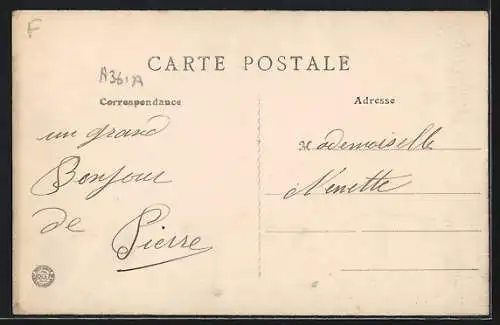 F
CARTE POSTALE
A361A
Correspondance
Adresse
un grand
Bonjour
de
Pierre
Mademoiselle
Nenette